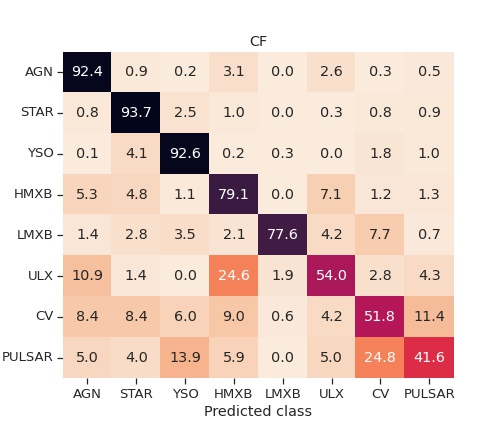 CF
AGN 92.4 0.9 0.2 3.1 0.0 2.6 0.3 0.5
STAR 0.8 93.7 2.5 1.0 0.0 0.3 0.8 0.9
YSO 0.1 4.1 92.6 0.2 0.3 0.0 1.8 1.0
HMXB 5.3 4.8 1.1 79.1 0.0 7.1 1.2 1.3
LMXB 1.4 2.8 3.5 2.1 77.6 4.2 7.7 0.7
ULX 10.9 1.4 0.0 24.6 1.9 54.0 2.8 4.3
CV 8.4 8.4 6.0 9.0 0.6 4.2 51.8 11.4
PULSAR 5.0 4.0 13.9 5.9 0.0 5.0 24.8 41.6
AGN STAR YSO HMXB LMXB ULX CV PULSAR
Predicted class